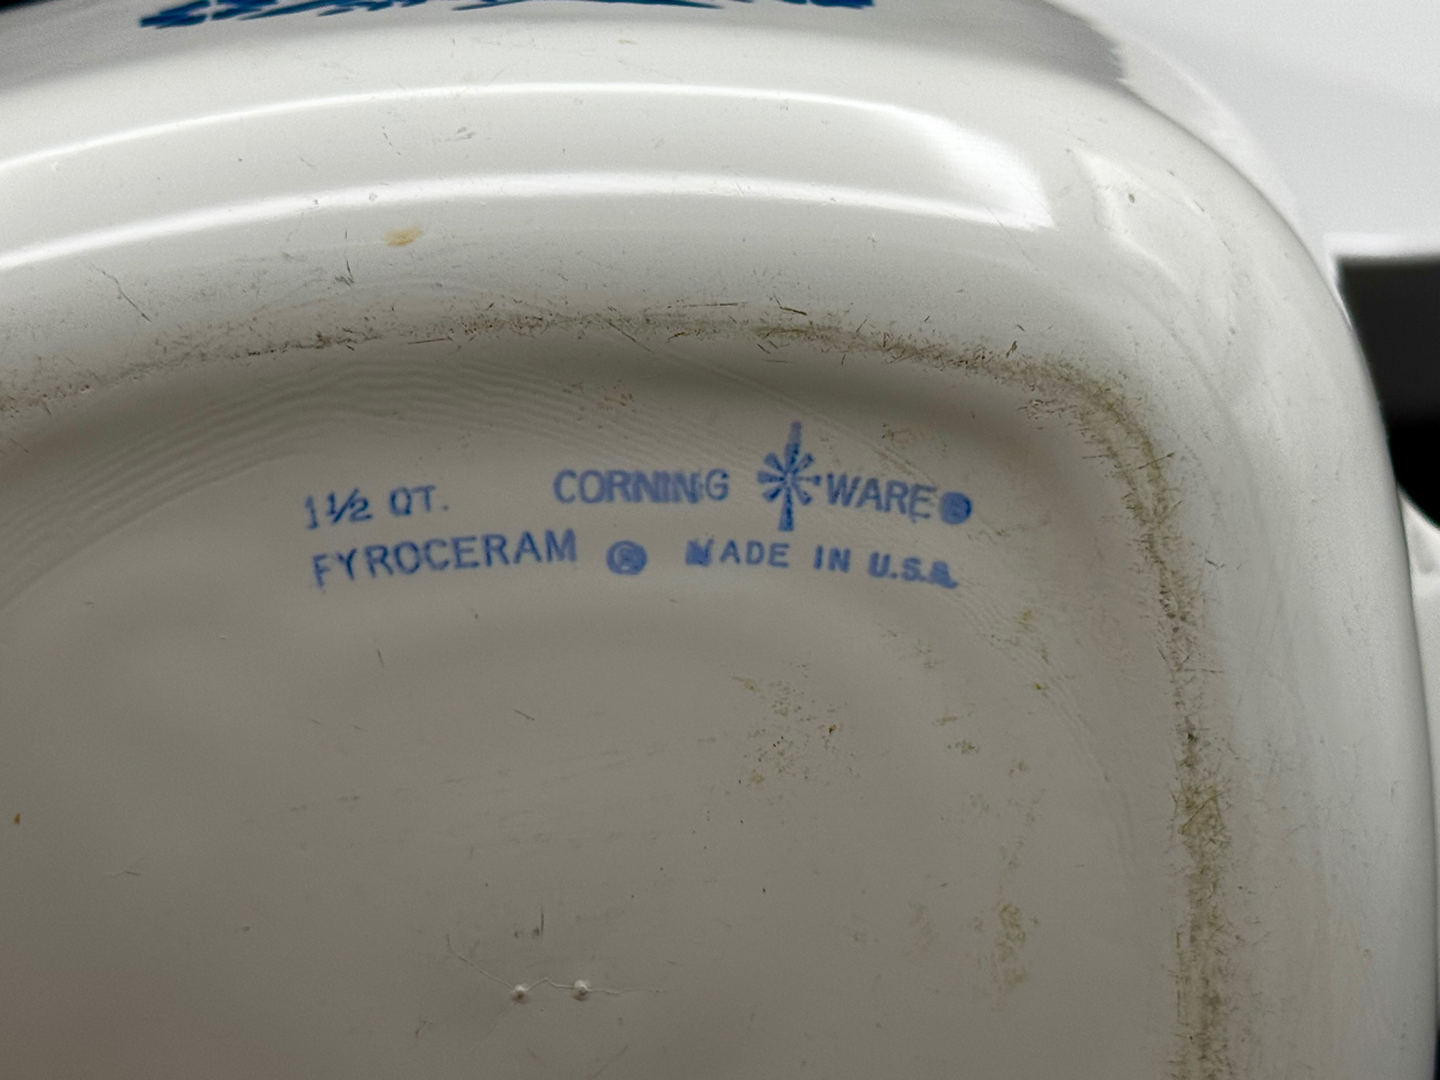 1½ QT. CORNING WARE®
PYROCERAM ® MADE IN U.S.A.